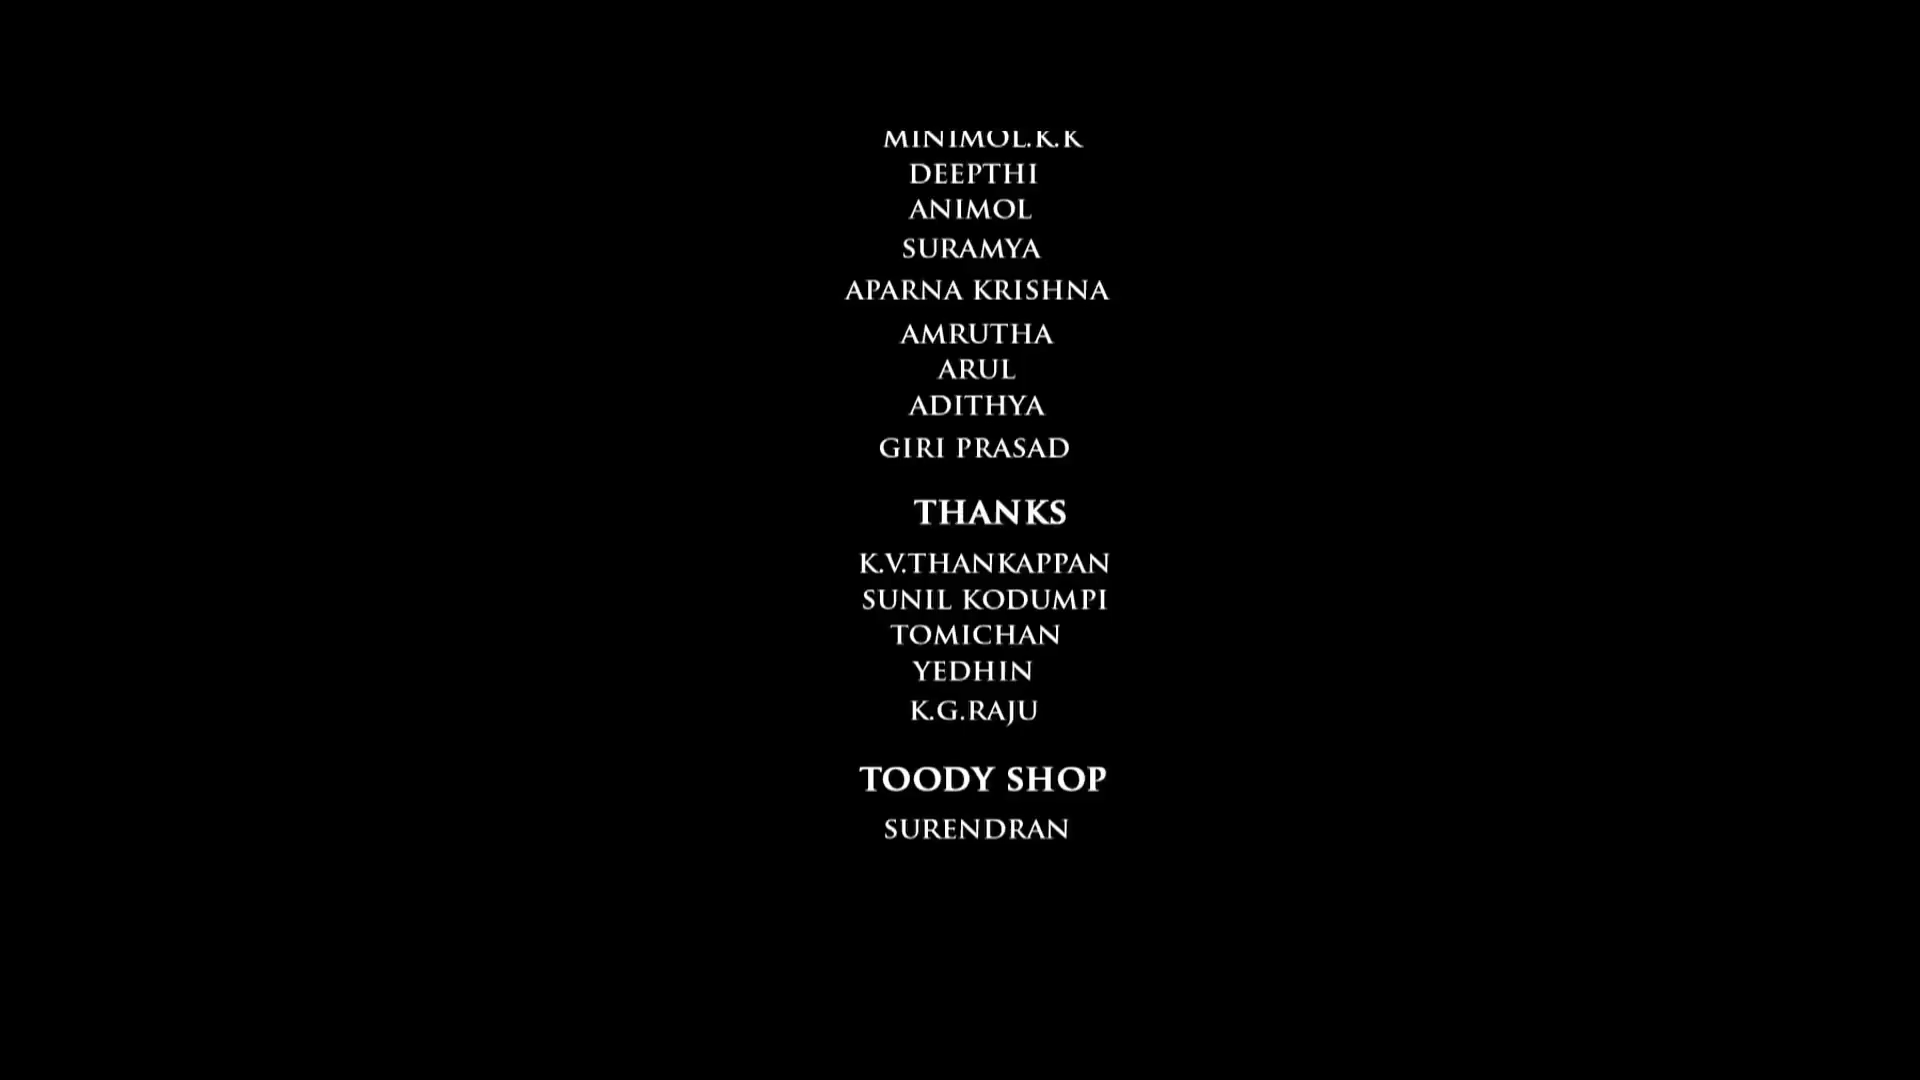 MINIMOL.K.K
DEEPTHI
ANIMOL
SURAMYA
APARNA KRISHNA
AMRUTHA
ARUL
ADITHYA
GIRI PRASAD
THANKS
K.V.THANKAPPAN
SUNIL KODUMPI
TOMICHAN
YEDHIN
K.G.RAJU
TOODY SHOP
SURENDRAN